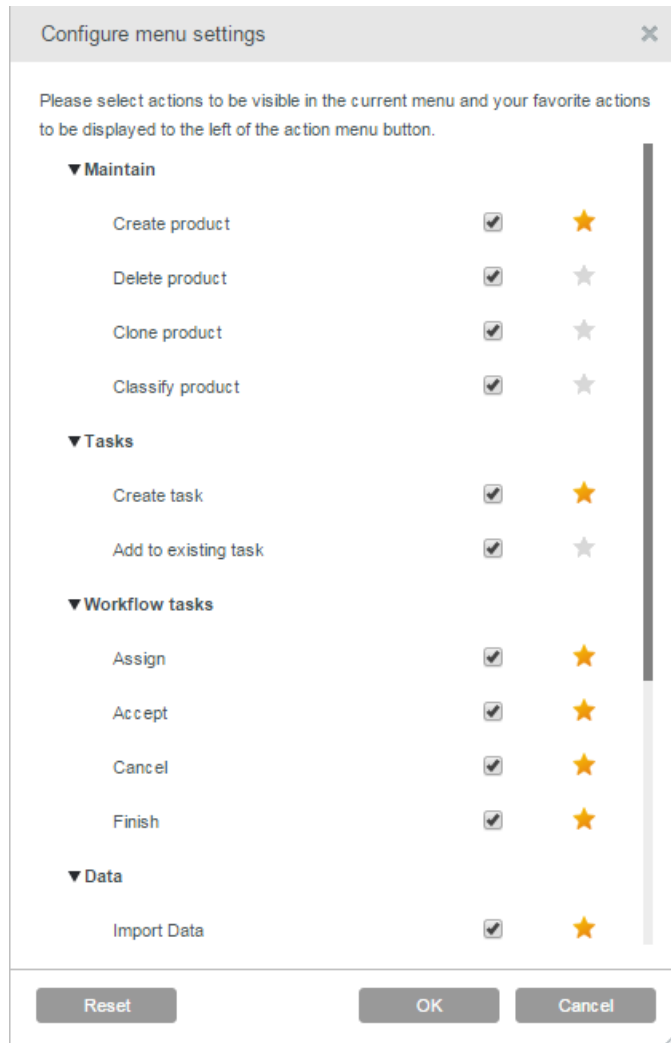 Configure menu settings
Please select actions to be visible in the current menu and your favorite actions
to be displayed to the left of the action menu button.
Maintain
Create product
Delete product
Clone product
Classify product
Tasks
Create task
Add to existing task
Workflow tasks
Assign
Accept
Cancel
Finish
Data
Import Data
Reset OK Cancel